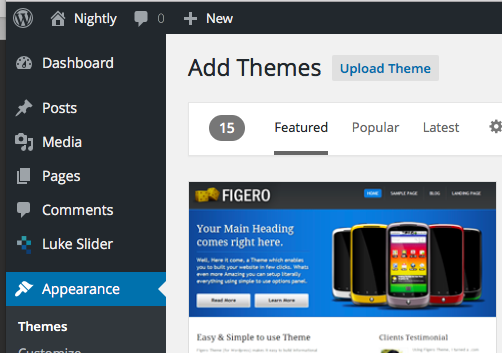 Nightly 0 New
Dashboard
Posts
Media
Pages
Comments
Luke Slider
Appearance
Themes
Customize
Add Themes Upload Theme
15 Featured Popular Latest
FIGERO HOME SAMPLE PAGE BLOG LANDING PAGE
Your Main Heading
comes right here.
Well, Here it come, a Theme which enables
you to built your website in few clicks. Whats
even more Amazing you can setup literally
everything using simple to use options panel.
Read More Learn More
Easy & Simple to use Theme
Clients Testimonial